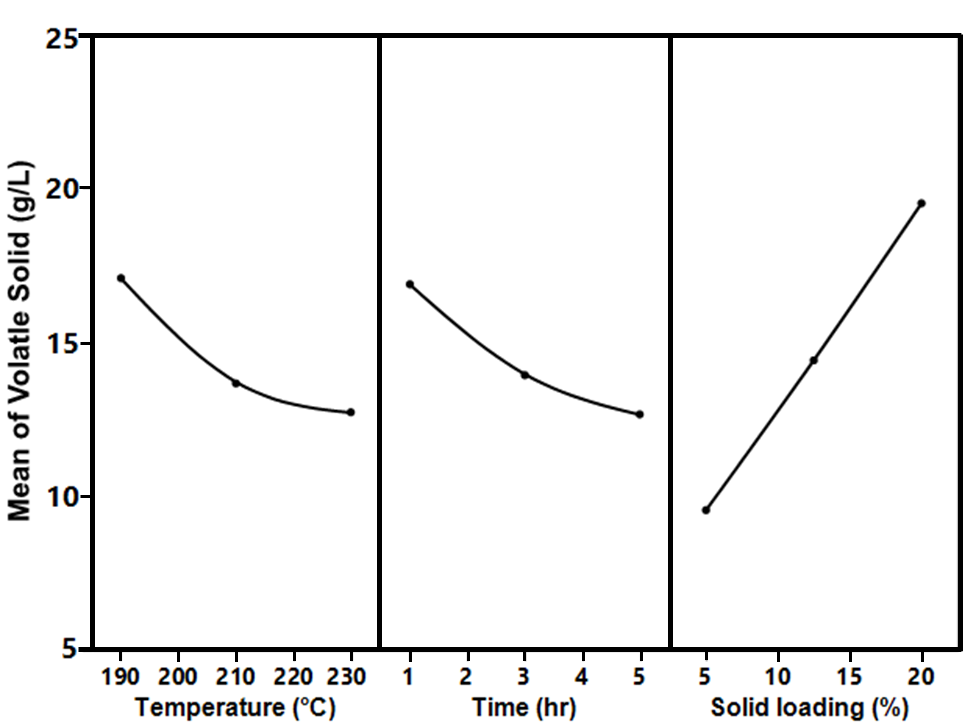 Mean of Volatle Solid (g/L)
25
20
15
10
5
190 200 210 220 230 1 2 3 4 5 5 10 15 20
Temperature (°C) Time (hr) Solid loading (%)